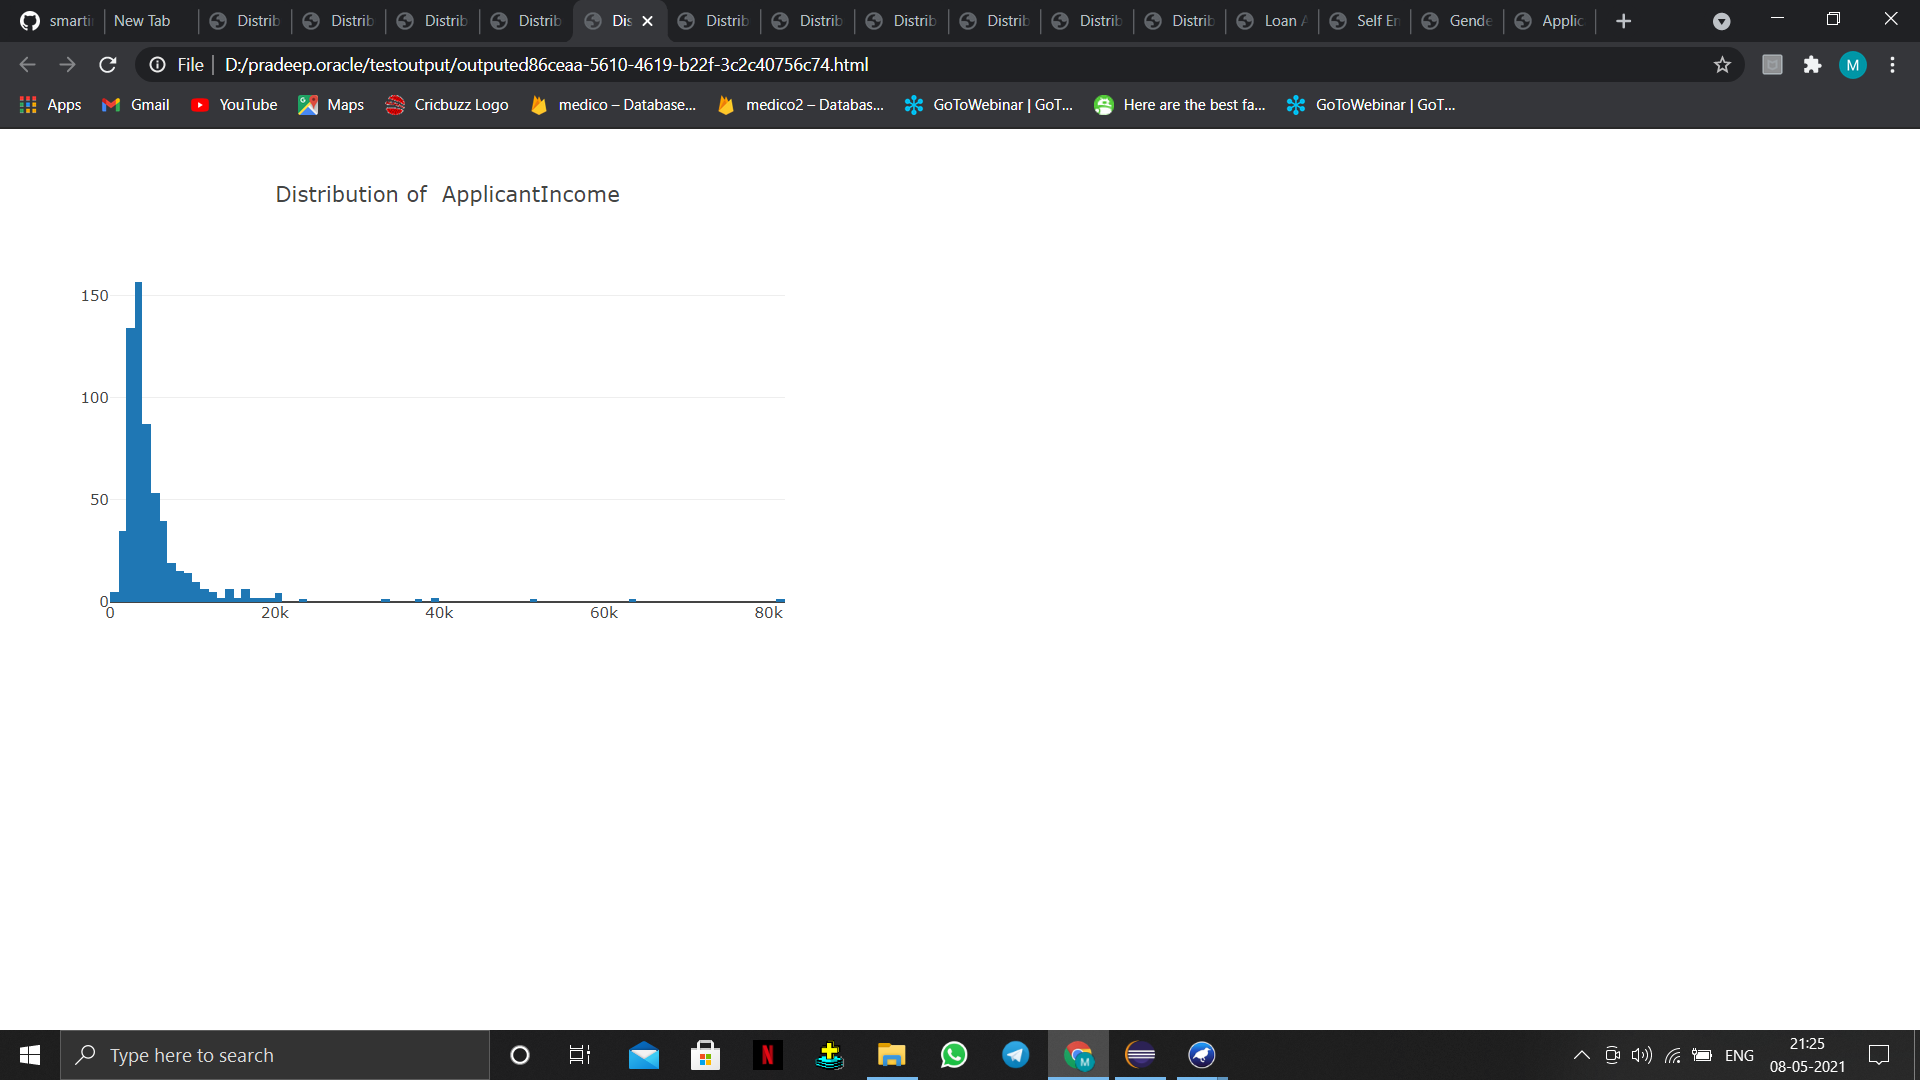 smarti
New Tab
Distrib
Distrib
Distrib
Distrib
Dis
Distrib
Distrib
Distrib
Distrib
Distrib
Distrib
Loan A
Self Em
Gende
Applic
File
D:/pradeep.oracle/testoutput/outputed86ceaa-5610-4619-b22f-3c2c40756c74.html
M
Apps
Gmail
YouTube
Maps
Cricbuzz Logo
medico – Database...
medico2 – Databas...
GoToWebinar | GoT...
Here are the best fa...
GoToWebinar | GoT...
Distribution of ApplicantIncome
150
100
50
0
0 20k 40k 60k 80k
Type here to search
N
M
ENG
21:25
08-05-2021